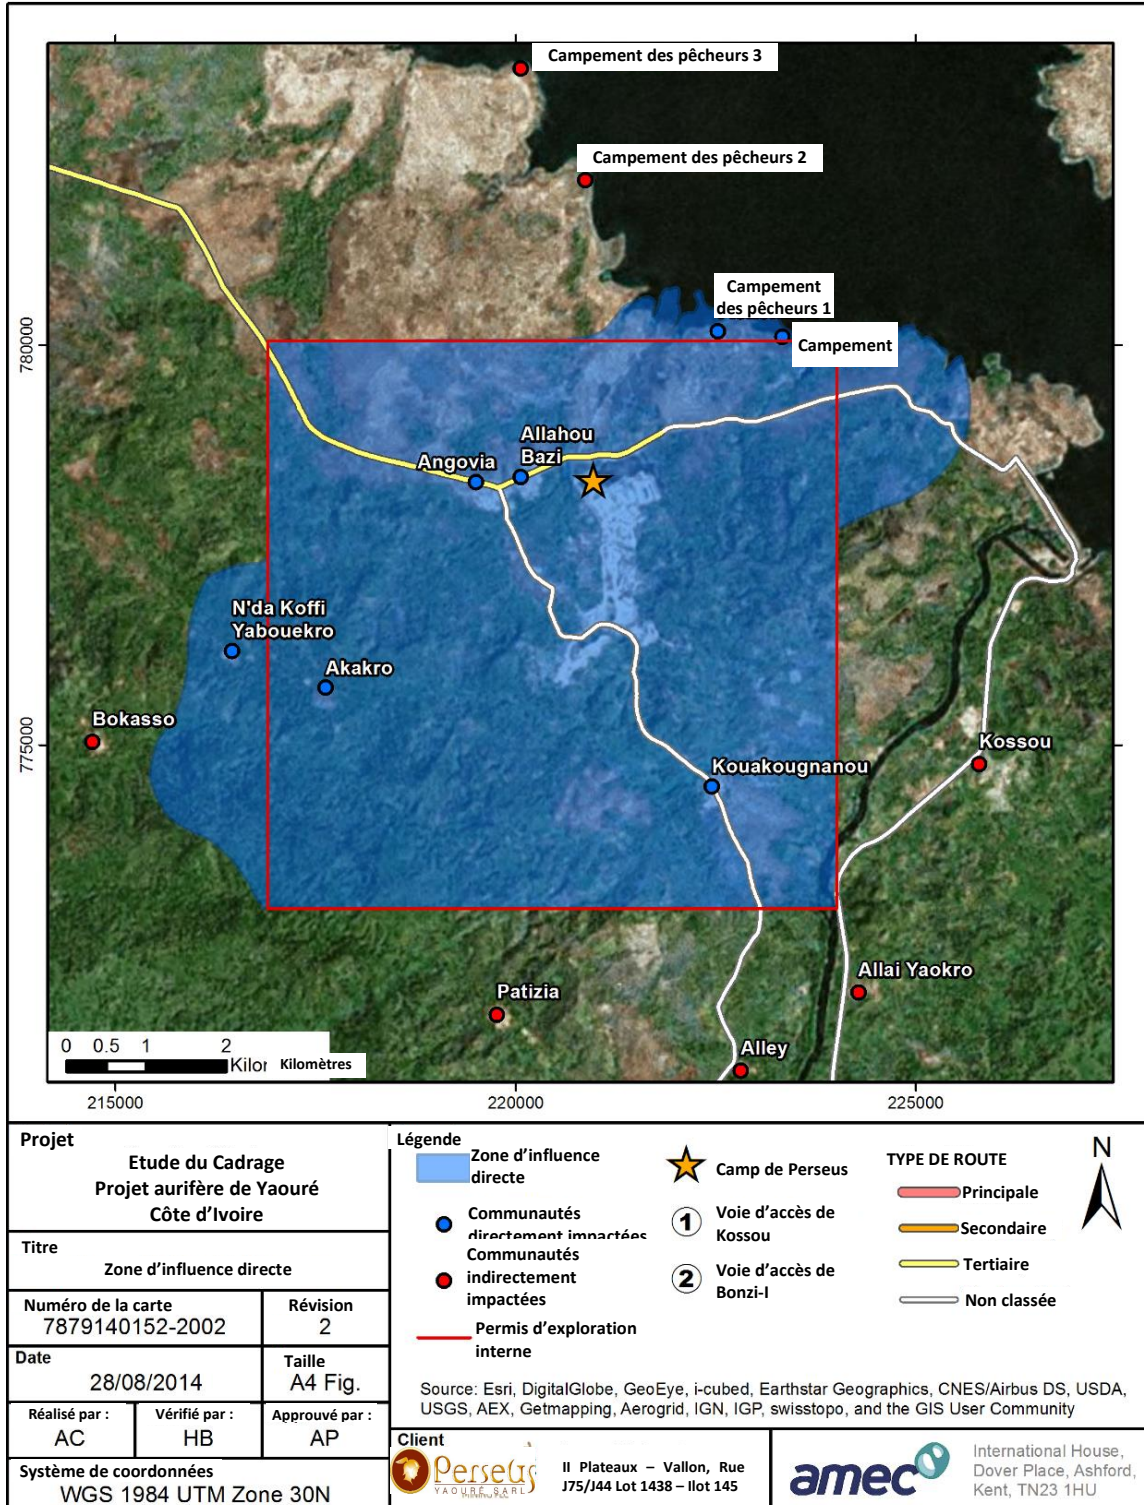 Campement des pêcheurs 3
Campement des pêcheurs 2
Campement
des pêcheurs 1
Campement
780000
780000
Allahou
Bazi
Angovia
N'da Koffi
Yabouekro
Akakro
Bokasso
775000
775000
Kossou
Kouakougnanou
Allai Yaokro
Patizia
Alley
0 0.5 1 2
Kilor Kilomètres
215000
220000
225000
Projet
Etude du Cadrage
Projet aurifère de Yaouré
Côte d'Ivoire
Titre
Zone d'influence directe
Numéro de la carte
7879140152-2002
Révision
2
Date
28/08/2014
Taille
A4 Fig.
Réalisé par :
AC
Vérifié par :
HB
Approuvé par :
AP
Système de coordonnées
WGS 1984 UTM Zone 30N
Légende
Zone d'influence
directe
Communautés
directement impactées
Communautés
indirectement
impactées
Permis d'exploration
interne
Camp de Perseus
1
Voie d'accès de
Kossou
2
Voie d'accès de
Bonzi-I
TYPE DE ROUTE
Principale
Secondaire
Tertiaire
Non classée
N
Source: Esri, DigitalGlobe, GeoEye, i-cubed, Earthstar Geographics, CNES/Airbus DS, USDA,
USGS, AEX, Getmapping, Aerogrid, IGN, IGP, swisstopo, and the GIS User Community
Client
Perseus
YAOURÉ SARL
II Plateaux – Vallon, Rue
J75/J44 Lot 1438 – Ilot 145
amec
International House,
Dover Place, Ashford,
Kent, TN23 1HU